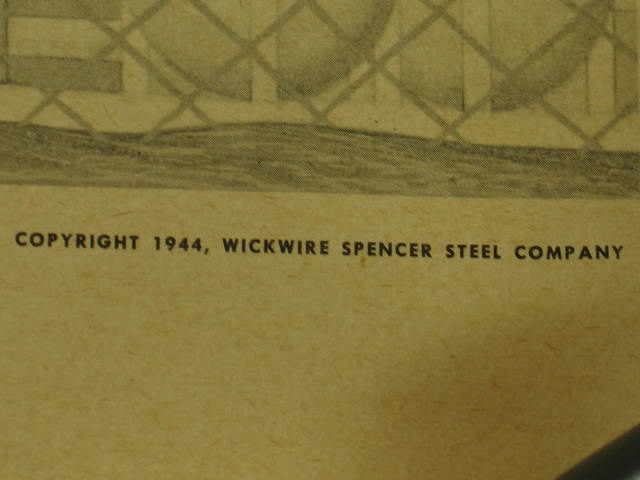 COPYRIGHT 1944, WICKWIRE SPENCER STEEL COMPANY